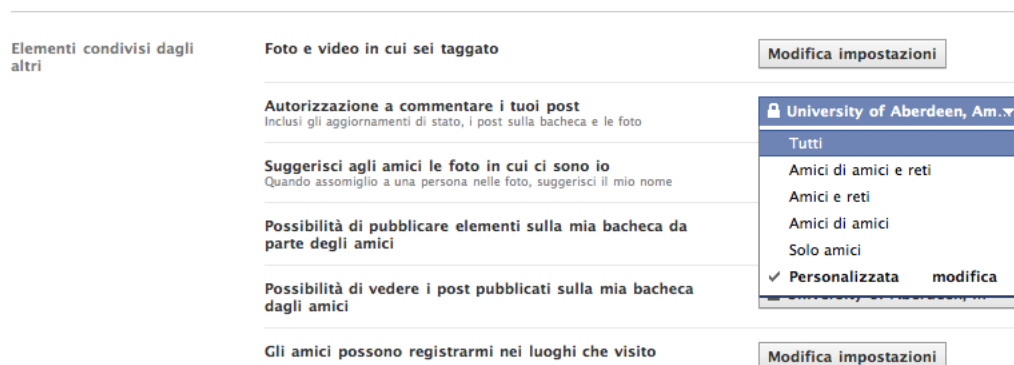 Elementi condivisi dagli
altri
Foto e video in cui sei taggato
Modifica impostazioni
Autorizzazione a commentare i tuoi post
Inclusi gli aggiornamenti di stato, i post sulla bacheca e le foto
University of Aberdeen, Am..
Tutti
Amici di amici e reti
Amici e reti
Amici di amici
Solo amici
Personalizzata modifica
Suggerisci agli amici le foto in cui ci sono io
Quando assomiglio a una persona nelle foto, suggerisci il mio nome
Possibilità di pubblicare elementi sulla mia bacheca da
parte degli amici
Possibilità di vedere i post pubblicati sulla mia bacheca
dagli amici
Gli amici possono registrarmi nei luoghi che visito
Modifica impostazioni